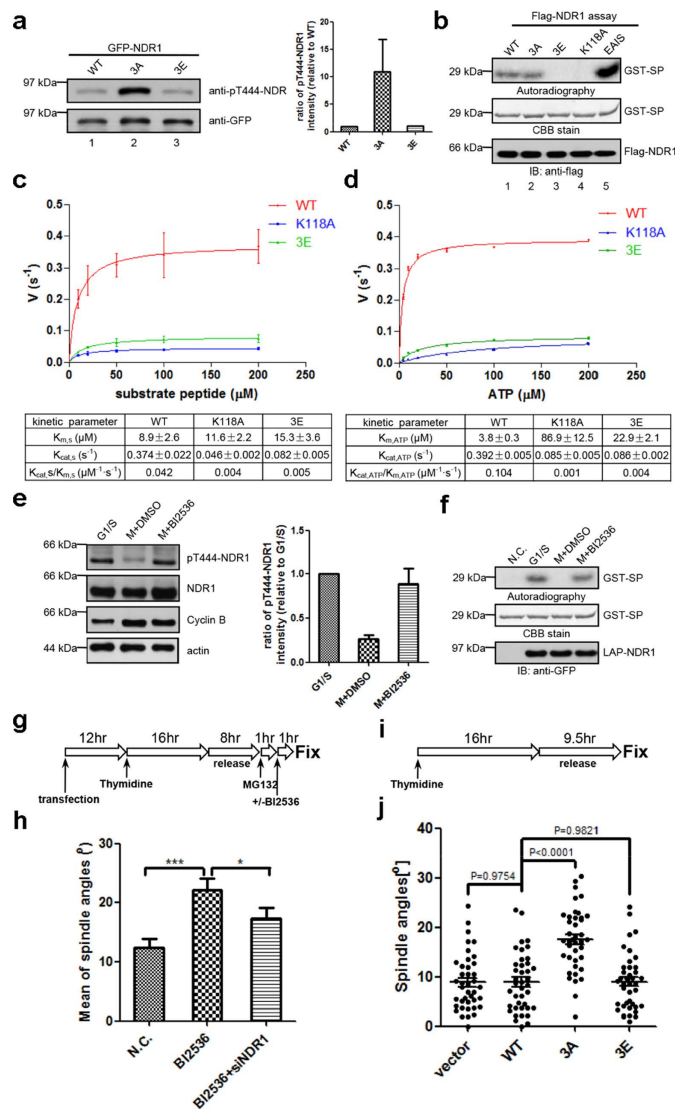 a
GFP-NDR1
WT 3A 3E
97 kDa
anti-pT444-NDR
97 kDa
anti-GFP
1 2 3
ratio of pT444-NDR1
intensity (relative to WT)
20
15
10
5
0
WT 3A 3E
b
Flag-NDR1 assay
WT 3A 3E K118A EAIS
29 kDa
GST-SP
Autoradiography
GST-SP
CBB stain
66 kDa
Flag-NDR1
IB: anti-flag
1 2 3 4 5
c
WT
K118A
3E
V (s-1)
0.5
0.4
0.3
0.2
0.1
0.0
0 50 100 150 200
substrate peptide (μM)
kinetic parameter WT K118A 3E
Km,s (μM) 8.9±2.6 11.6±2.2 15.3±3.6
Kcat,s (s-1) 0.374±0.022 0.046±0.002 0.082±0.005
Kcat,s/Km,s (μM-1·s-1) 0.042 0.004 0.005
d
WT
K118A
3E
V (s-1)
0.5
0.4
0.3
0.2
0.1
0.0
0 50 100 150 200
ATP (μM)
kinetic parameter WT K118A 3E
Km,ATP (μM) 3.8±0.3 86.9±12.5 22.9±2.1
Kcat,ATP (s-1) 0.392±0.005 0.085±0.005 0.086±0.002
Kcat,ATP/Km,ATP (μM-1·s-1) 0.104 0.001 0.004
e
G1/S M+DMSO M+BI2536
66 kDa
pT444-NDR1
66 kDa
NDR1
66 kDa
Cyclin B
44 kDa
actin
ratio of pT444-NDR1
intensity (relative to G1/S)
1.5
1.0
0.5
0.0
G1/S M+DMSO M+BI2536
f
N.C. G1/S M+DMSO M+BI2536
29 kDa
GST-SP
Autoradiography
GST-SP
CBB stain
97 kDa
LAP-NDR1
IB: anti-GFP
g
12hr 16hr 8hr 1hr 1hr
Fix
release
Thymidine
MG132
transfection
+/-BI2536
h
Mean of spindle angles (0)
30
20
10
0
***
*
N.C. BI2536 BI2536+siNDR1
i
16hr 9.5hr
Fix
release
Thymidine
j
Spindle angles[0]
40
30
20
10
0
P=0.9821
P<0.0001
P=0.9754
vector WT 3A 3E